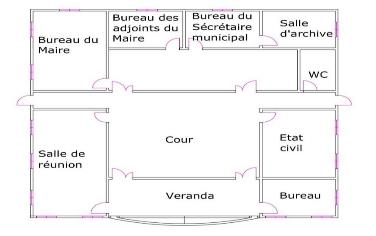 Bureau du
Maire
Bureau des
adjoints du
Maire
Bureau du
Sécrétaire
municipal
Salle
d'archive
WC
Salle de
réunion
Cour
Etat
civil
Veranda
Bureau